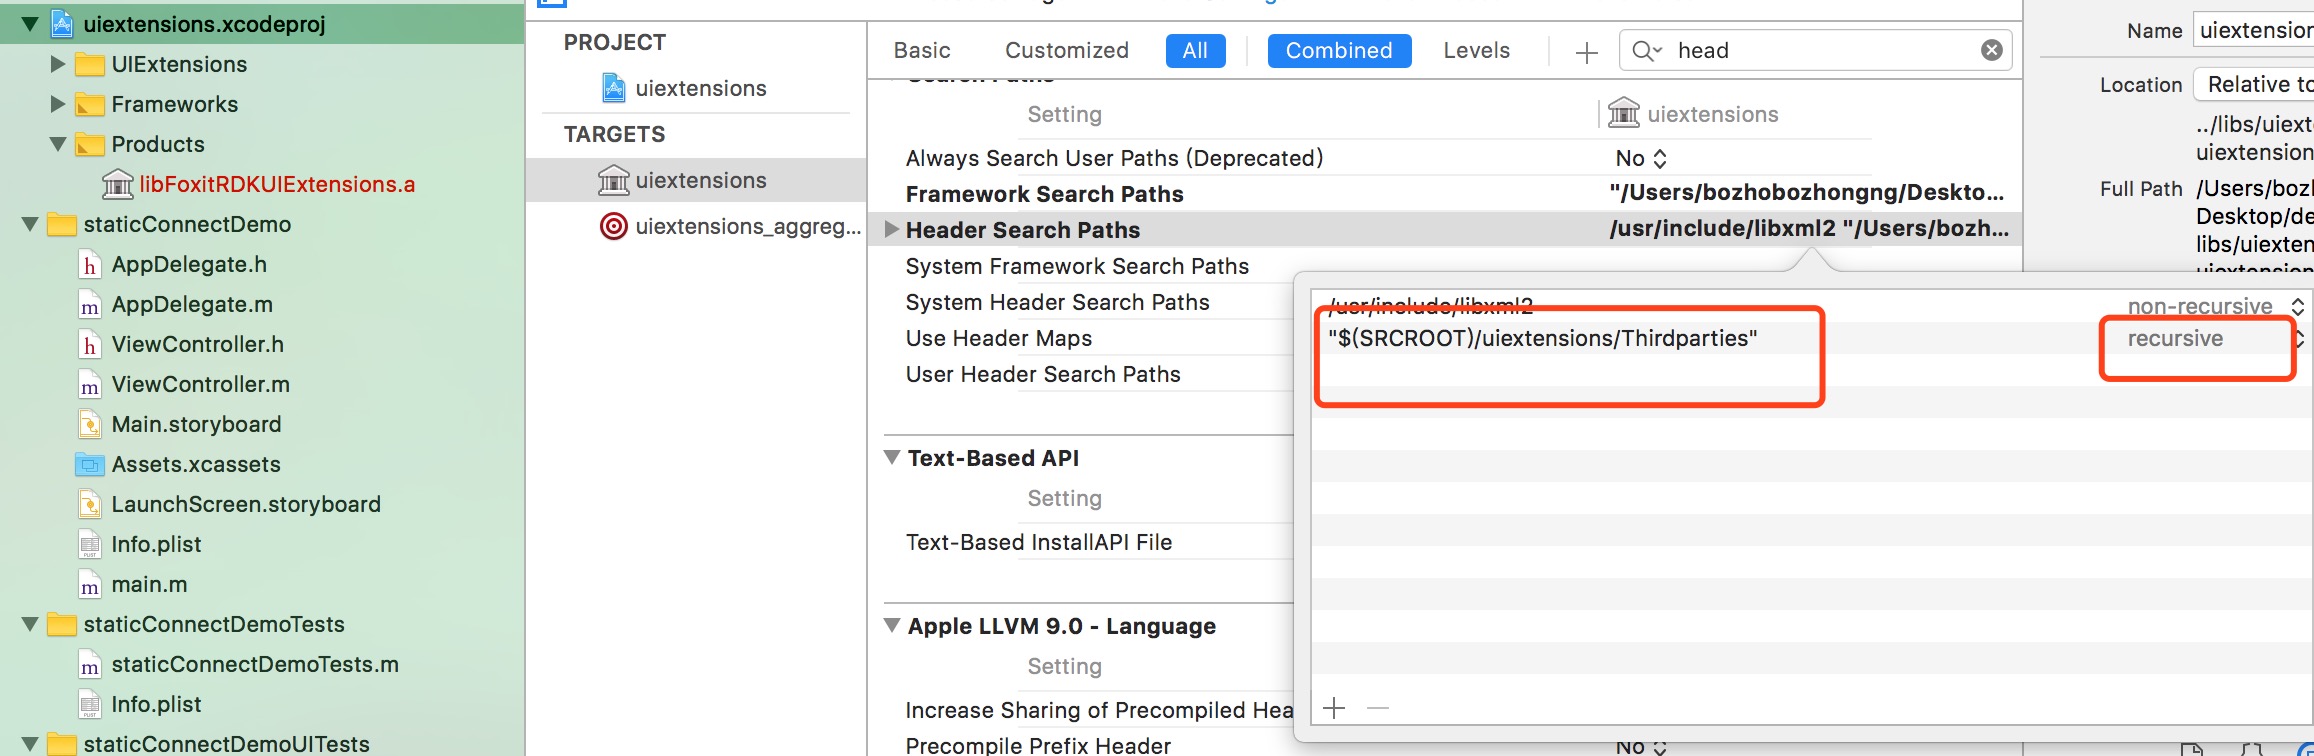 uiextensions.xcodeproj
UIExtensions
Frameworks
Products
libFoxitRDKUIExtensions.a
staticConnectDemo
AppDelegate.h
AppDelegate.m
ViewController.h
ViewController.m
Main.storyboard
Assets.xcassets
LaunchScreen.storyboard
Info.plist
main.m
staticConnectDemoTests
staticConnectDemoTests.m
Info.plist
staticConnectDemoUITests
PROJECT
uiextensions
TARGETS
uiextensions
uiextensions_aggreg...
Basic Customized All Combined Levels + head
Search Paths
Setting uiextensions
Always Search User Paths (Deprecated) No
Framework Search Paths "/Users/bozhobozhongng/Deskto...
Header Search Paths /usr/include/libxml2 "/Users/bozh...
System Framework Search Paths
System Header Search Paths
Use Header Maps
User Header Search Paths
Text-Based API
Setting
Text-Based InstallAPI File
Apple LLVM 9.0 - Language
Setting
Increase Sharing of Precompiled Hea
Precompile Prefix Header No
/usr/include/libxml2 non-recursive
"$(SRCROOT)/uiextensions/Thirdparties" recursive
Name uiextension
Location Relative to
../libs/uiext
uiextension
Full Path /Users/boz
Desktop/de
libs/uiexten